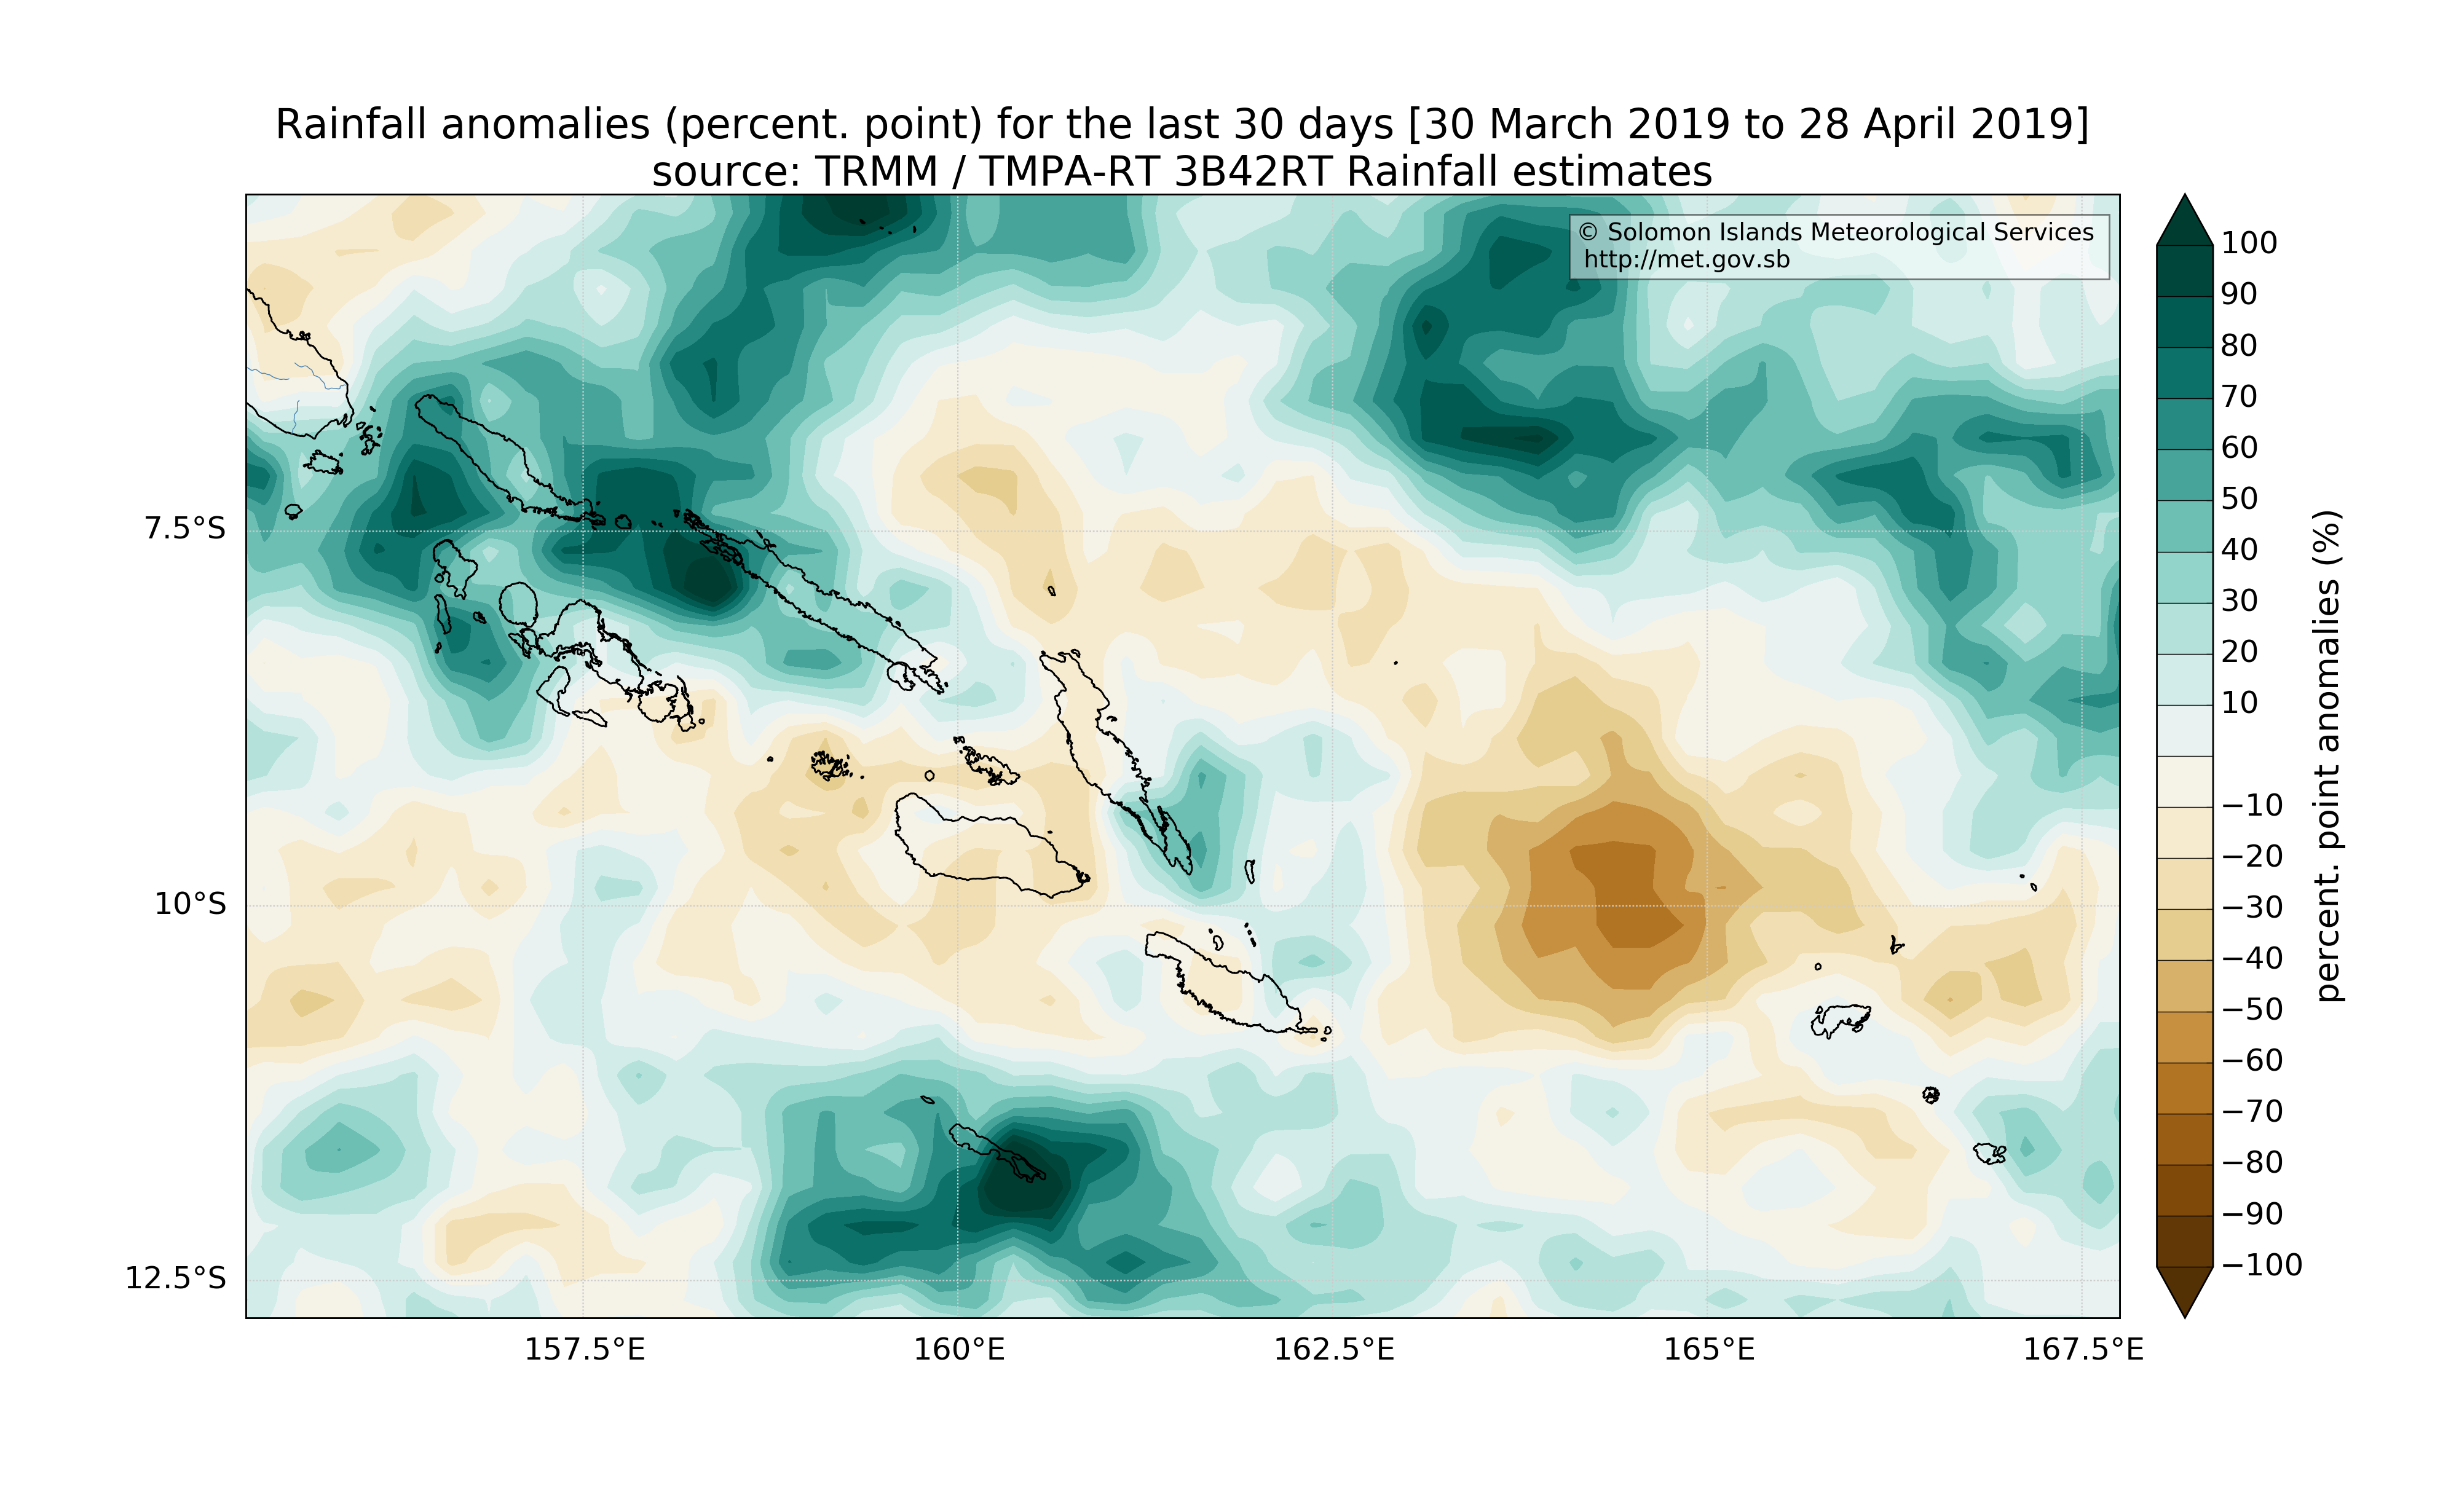 Rainfall anomalies (percent. point) for the last 30 days [30 March 2019 to 28 April 2019]
source: TRMM / TMPA-RT 3B42RT Rainfall estimates
© Solomon Islands Meteorological Services
http://met.gov.sb
7.5°S
10°S
12.5°S
157.5°E
160°E
162.5°E
165°E
167.5°E
100
90
80
70
60
50
40
30
20
10
−10
−20
−30
−40
−50
−60
−70
−80
−90
−100
percent. point anomalies (%)